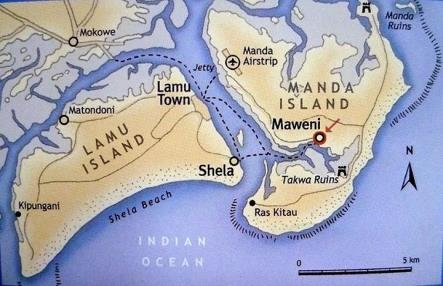 Mokowe
Manda
Ruins
Manda
Airstrip
Jetty
Lamu
Town
MANDA
ISLAND
Matondoni
Maweni
LAMU
ISLAND
Shela
Takwa Ruins
N
Kipungani
Shela Beach
Ras Kitau
INDIAN
OCEAN
0
5 km